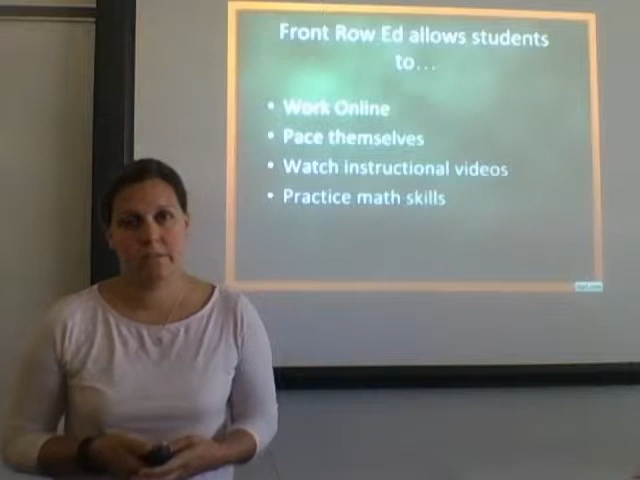 Front Row Ed allows students
to...
• Work Online
• Pace themselves
• Watch instructional videos
• Practice math skills